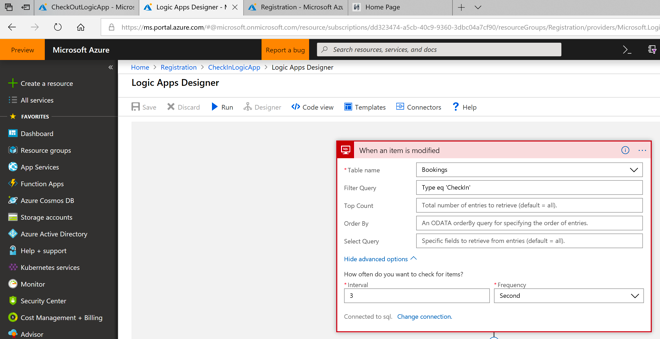 CheckOutLogicApp - Micros
Logic Apps Designer - M
Registration - Microsoft Az
Home Page
https://ms.portal.azure.com/#@microsoft.onmicrosoft.com/resource/subscriptions/dd323474-a5cb-40c9-9360-3dbc04a7cf90/resourceGroups/Registration/providers/Microsoft.Logi
Preview
Microsoft Azure
Report a bug
Search resources, services, and docs
Home > Registration > CheckInLogicApp > Logic Apps Designer
Logic Apps Designer
Create a resource
All services
FAVORITES
Dashboard
Resource groups
App Services
Function Apps
Azure Cosmos DB
Storage accounts
Azure Active Directory
Help + support
Kubernetes services
Monitor
Security Center
Cost Management + Billing
Advisor
Save
Discard
Run
Designer
Code view
Templates
Connectors
Help
When an item is modified
* Table name
Bookings
Filter Query
Type eq 'CheckIn'
Top Count
Total number of entries to retrieve (default = all).
Order By
An ODATA orderBy query for specifying the order of entries.
Select Query
Specific fields to retrieve from entries (default = all).
Hide advanced options
How often do you want to check for items?
* Interval
* Frequency
3
Second
Connected to sql. Change connection.